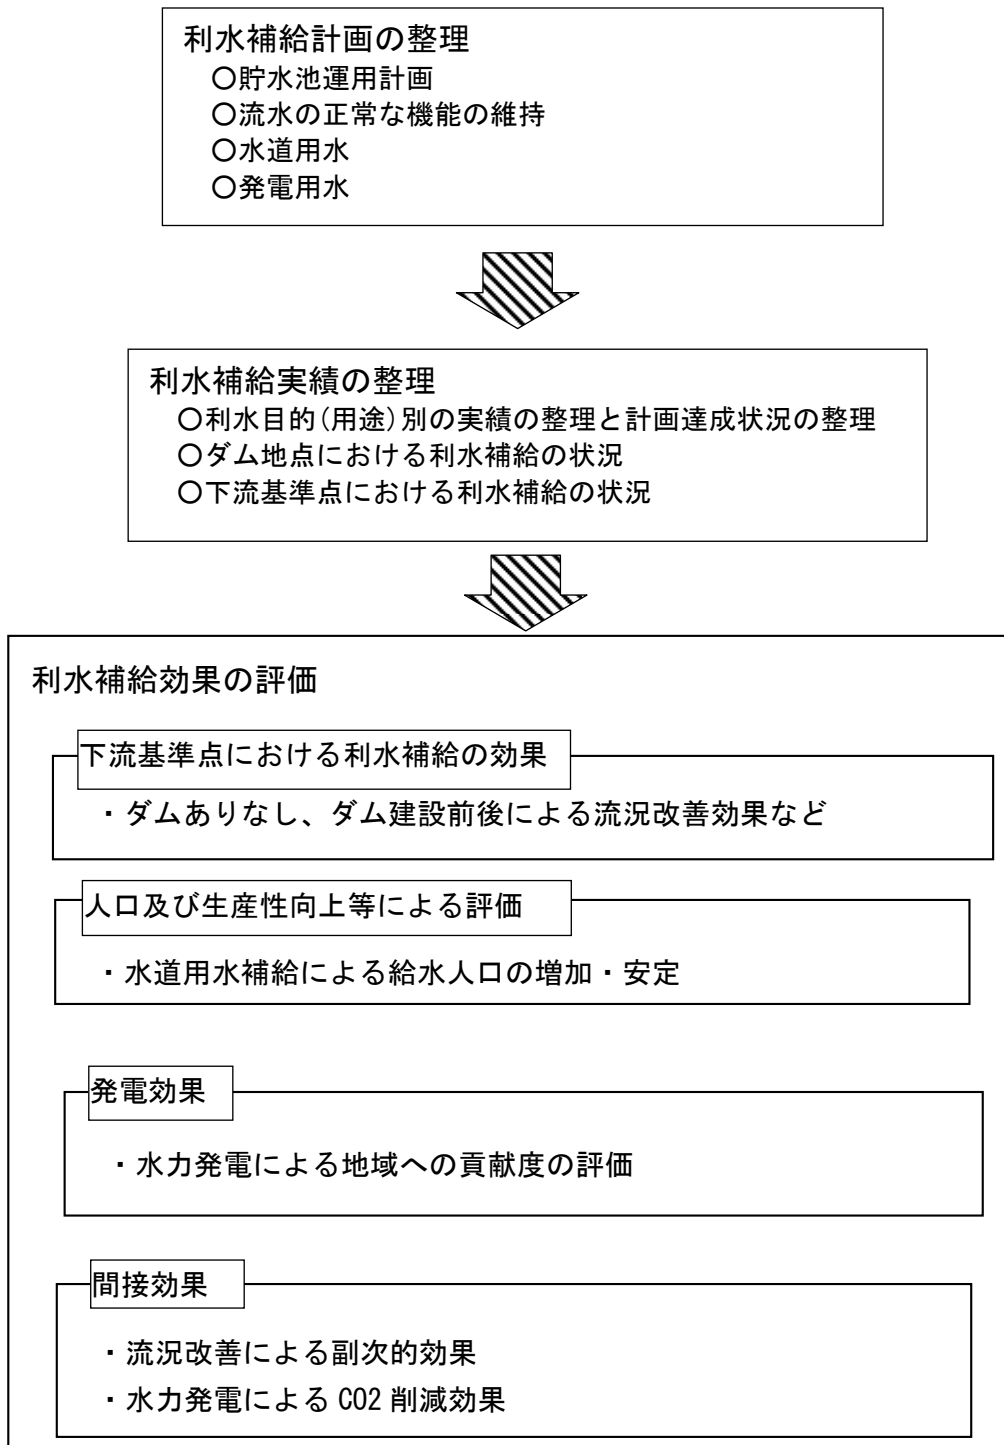 利水補給計画の整理
○貯水池運用計画
○流水の正常な機能の維持
○水道用水
○発電用水
利水補給実績の整理
○利水目的(用途)別の実績の整理と計画達成状況の整理
○ダム地点における利水補給の状況
○下流基準点における利水補給の状況
利水補給効果の評価
下流基準点における利水補給の効果
・ダムありなし、ダム建設前後による流況改善効果など
人口及び生産性向上等による評価
・水道用水補給による給水人口の増加・安定
発電効果
・水力発電による地域への貢献度の評価
間接効果
・流況改善による副次的効果
・水力発電による CO2 削減効果